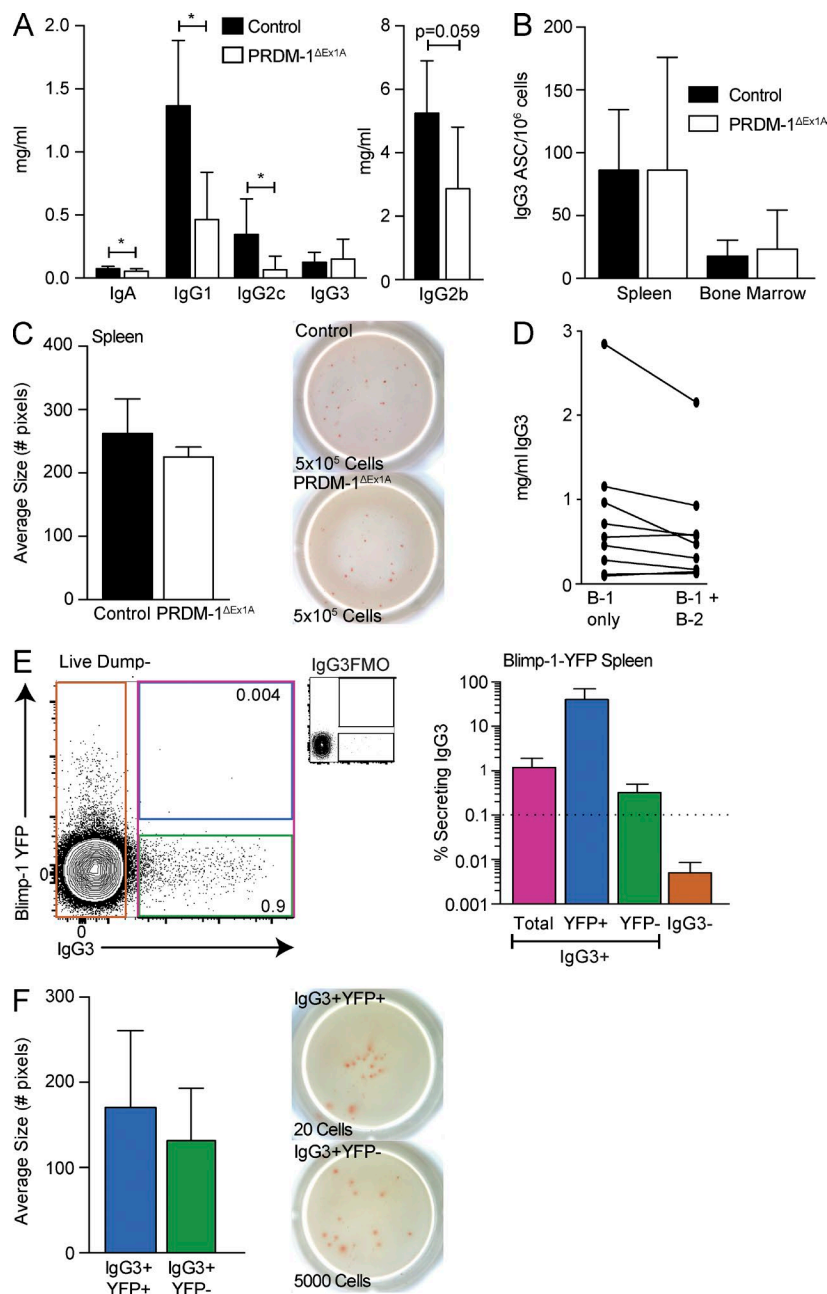 A
mg/ml
2.0
1.5
1.0
0.5
0.0
*
*
*
Control
PRDM-1ΔEx1A
IgA
IgG1
IgG2c
IgG3
mg/ml
8
6
4
2
0
p=0.059
IgG2b
B
IgG3 ASC/10⁶ cells
200
150
100
50
0
Control
PRDM-1ΔEx1A
Spleen
Bone Marrow
C
Spleen
Average Size (# pixels)
400
300
200
100
0
Control PRDM-1ΔEx1A
Control
5x10⁵ Cells
PRDM-1ΔEx1A
5x10⁵ Cells
D
mg/ml IgG3
3
2
1
0
B-1
only
B-1 +
B-2
E
Live Dump-
Blimp-1 YFP
0
0.004
0.9
0
IgG3
IgG3FMO
Blimp-1-YFP Spleen
% Secreting IgG3
100
10
1
0.1
0.01
0.001
Total
YFP+
YFP-
IgG3-
IgG3+
F
Average Size (# pixels)
300
200
100
0
IgG3+
YFP+
IgG3+
YFP-
IgG3+YFP+
20 Cells
IgG3+YFP-
5000 Cells